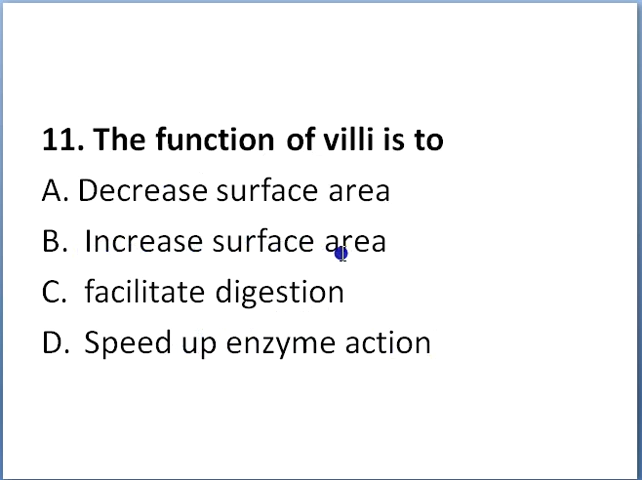 11. The function of villi is to
A. Decrease surface area
B. Increase surface area
C. facilitate digestion
D. Speed up enzyme action